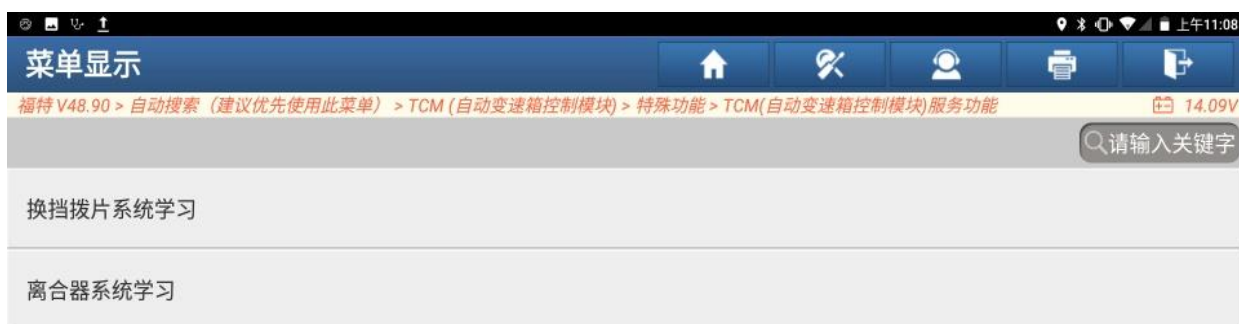 上午11:08
菜单显示
福特 V48.90 > 自动搜索（建议优先使用此菜单）> TCM (自动变速箱控制模块) > 特殊功能 > TCM(自动变速箱控制模块)服务功能 14.09V
请输入关键字
换挡拨片系统学习
离合器系统学习